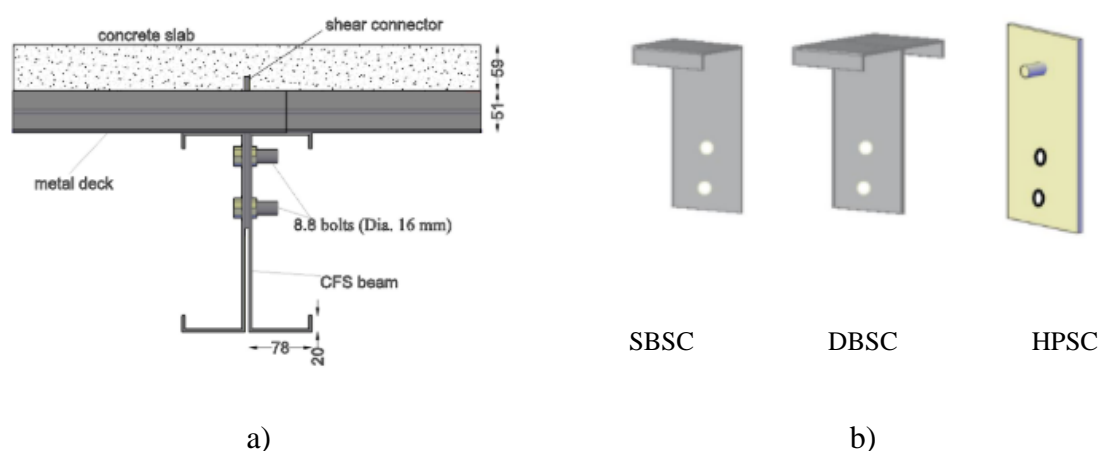 shear connector
concrete slab
59
51
metal deck
8.8 bolts (Dia. 16 mm)
CFS beam
78
20
SBSC DBSC HPSC
a) b)